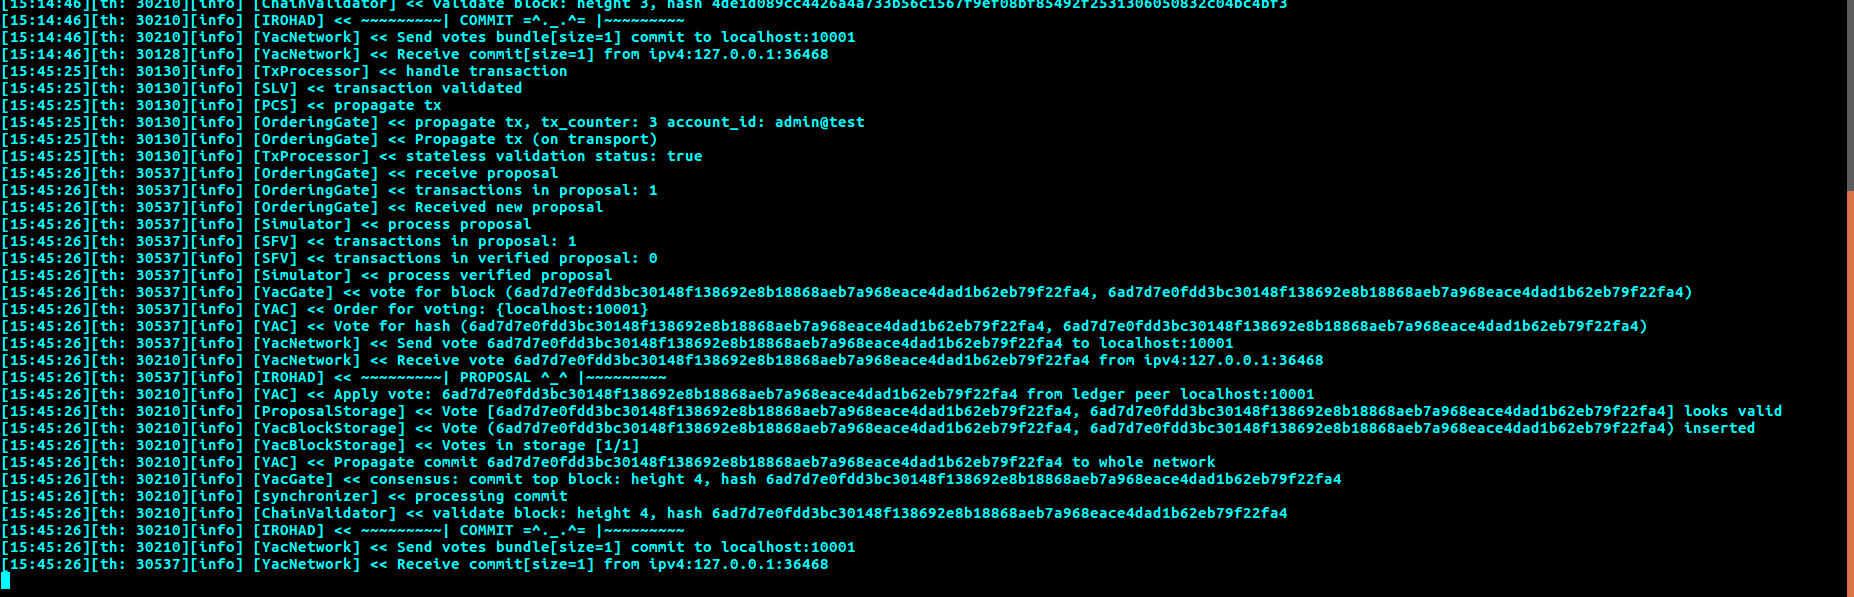 [15:14:46][th: 30210][info] [ChainValidator] << validate block: height 3, hash
[15:14:46][th: 30210][info] [IROHAD] << ~~~~~~~~~| COMMIT =^._.^= |~~~~~~~~~
[15:14:46][th: 30210][info] [YacNetwork] << Send votes bundle[size=1] commit to localhost:10001
[15:14:46][th: 30128][info] [YacNetwork] << Receive commit[size=1] from ipv4:127.0.0.1:36468
[15:45:25][th: 30130][info] [TxProcessor] << handle transaction
[15:45:25][th: 30130][info] [SLV] << transaction validated
[15:45:25][th: 30130][info] [PCS] << propagate tx
[15:45:25][th: 30130][info] [OrderingGate] << propagate tx, tx_counter: 3 account_id: admin@test
[15:45:25][th: 30130][info] [OrderingGate] << Propagate tx (on transport)
[15:45:25][th: 30130][info] [TxProcessor] << stateless validation status: true
[15:45:26][th: 30537][info] [OrderingGate] << receive proposal
[15:45:26][th: 30537][info] [OrderingGate] << transactions in proposal: 1
[15:45:26][th: 30537][info] [OrderingGate] << Received new proposal
[15:45:26][th: 30537][info] [Simulator] << process proposal
[15:45:26][th: 30537][info] [SFV] << transactions in proposal: 1
[15:45:26][th: 30537][info] [SFV] << transactions in verified proposal: 0
[15:45:26][th: 30537][info] [Simulator] << process verified proposal
[15:45:26][th: 30537][info] [YacGate] << vote for block (6ad7d7e0fdd3bc30148f138692e8b18868aeb7a968eace4dad1b62eb79f22fa4, 6ad7d7e0fdd3bc30148f138692e8b18868aeb7a968eace4dad1b62eb79f22fa4)
[15:45:26][th: 30537][info] [YAC] << Order for voting: {localhost:10001}
[15:45:26][th: 30537][info] [YAC] << Vote for hash (6ad7d7e0fdd3bc30148f138692e8b18868aeb7a968eace4dad1b62eb79f22fa4, 6ad7d7e0fdd3bc30148f138692e8b18868aeb7a968eace4dad1b62eb79f22fa4)
[15:45:26][th: 30537][info] [YacNetwork] << Send vote 6ad7d7e0fdd3bc30148f138692e8b18868aeb7a968eace4dad1b62eb79f22fa4 to localhost:10001
[15:45:26][th: 30210][info] [YacNetwork] << Receive vote 6ad7d7e0fdd3bc30148f138692e8b18868aeb7a968eace4dad1b62eb79f22fa4 from ipv4:127.0.0.1:36468
[15:45:26][th: 30537][info] [IROHAD] << ~~~~~~~~~| PROPOSAL ^_^ |~~~~~~~~~
[15:45:26][th: 30210][info] [YAC] << Apply vote: 6ad7d7e0fdd3bc30148f138692e8b18868aeb7a968eace4dad1b62eb79f22fa4 from ledger peer localhost:10001
[15:45:26][th: 30210][info] [ProposalStorage] << Vote [6ad7d7e0fdd3bc30148f138692e8b18868aeb7a968eace4dad1b62eb79f22fa4, 6ad7d7e0fdd3bc30148f138692e8b18868aeb7a968eace4dad1b62eb79f22fa4] looks valid
[15:45:26][th: 30210][info] [YacBlockStorage] << Vote (6ad7d7e0fdd3bc30148f138692e8b18868aeb7a968eace4dad1b62eb79f22fa4, 6ad7d7e0fdd3bc30148f138692e8b18868aeb7a968eace4dad1b62eb79f22fa4) inserted
[15:45:26][th: 30210][info] [YacBlockStorage] << Votes in storage [1/1]
[15:45:26][th: 30210][info] [YAC] << Propagate commit 6ad7d7e0fdd3bc30148f138692e8b18868aeb7a968eace4dad1b62eb79f22fa4 to whole network
[15:45:26][th: 30210][info] [YacGate] << consensus: commit top block: height 4, hash 6ad7d7e0fdd3bc30148f138692e8b18868aeb7a968eace4dad1b62eb79f22fa4
[15:45:26][th: 30210][info] [synchronizer] << processing commit
[15:45:26][th: 30210][info] [ChainValidator] << validate block: height 4, hash 6ad7d7e0fdd3bc30148f138692e8b18868aeb7a968eace4dad1b62eb79f22fa4
[15:45:26][th: 30210][info] [IROHAD] << ~~~~~~~~~| COMMIT =^._.^= |~~~~~~~~~
[15:45:26][th: 30210][info] [YacNetwork] << Send votes bundle[size=1] commit to localhost:10001
[15:45:26][th: 30537][info] [YacNetwork] << Receive commit[size=1] from ipv4:127.0.0.1:36468